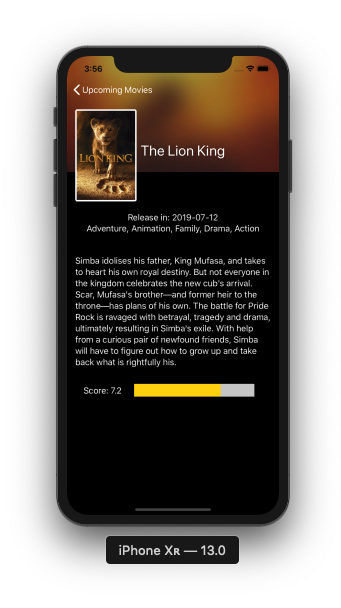 3:56
Upcoming Movies
THE LION KING
The Lion King
Release in: 2019-07-12
Adventure, Animation, Family, Drama, Action
Simba idolises his father, King Mufasa, and takes
to heart his own royal destiny. But not everyone in
the kingdom celebrates the new cub's arrival.
Scar, Mufasa's brother—and former heir to the
throne—has plans of his own. The battle for Pride
Rock is ravaged with betrayal, tragedy and drama,
ultimately resulting in Simba's exile. With help
from a curious pair of newfound friends, Simba
will have to figure out how to grow up and take
back what is rightfully his.
Score: 7.2
iPhone Xʀ — 13.0